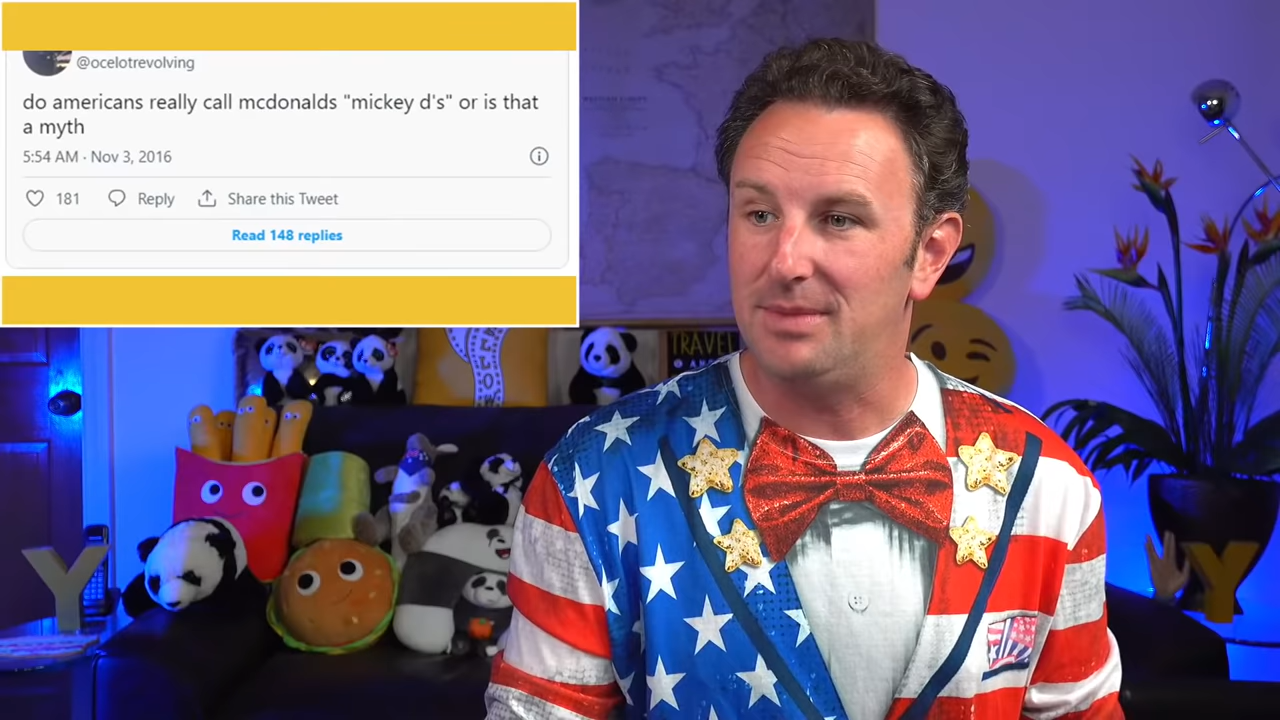 @ocelotrevolving
do americans really call mcdonalds "mickey d's" or is that
a myth
5:54 AM · Nov 3, 2016
181 Reply Share this Tweet
Read 148 replies
TRAVEL
Y
Y